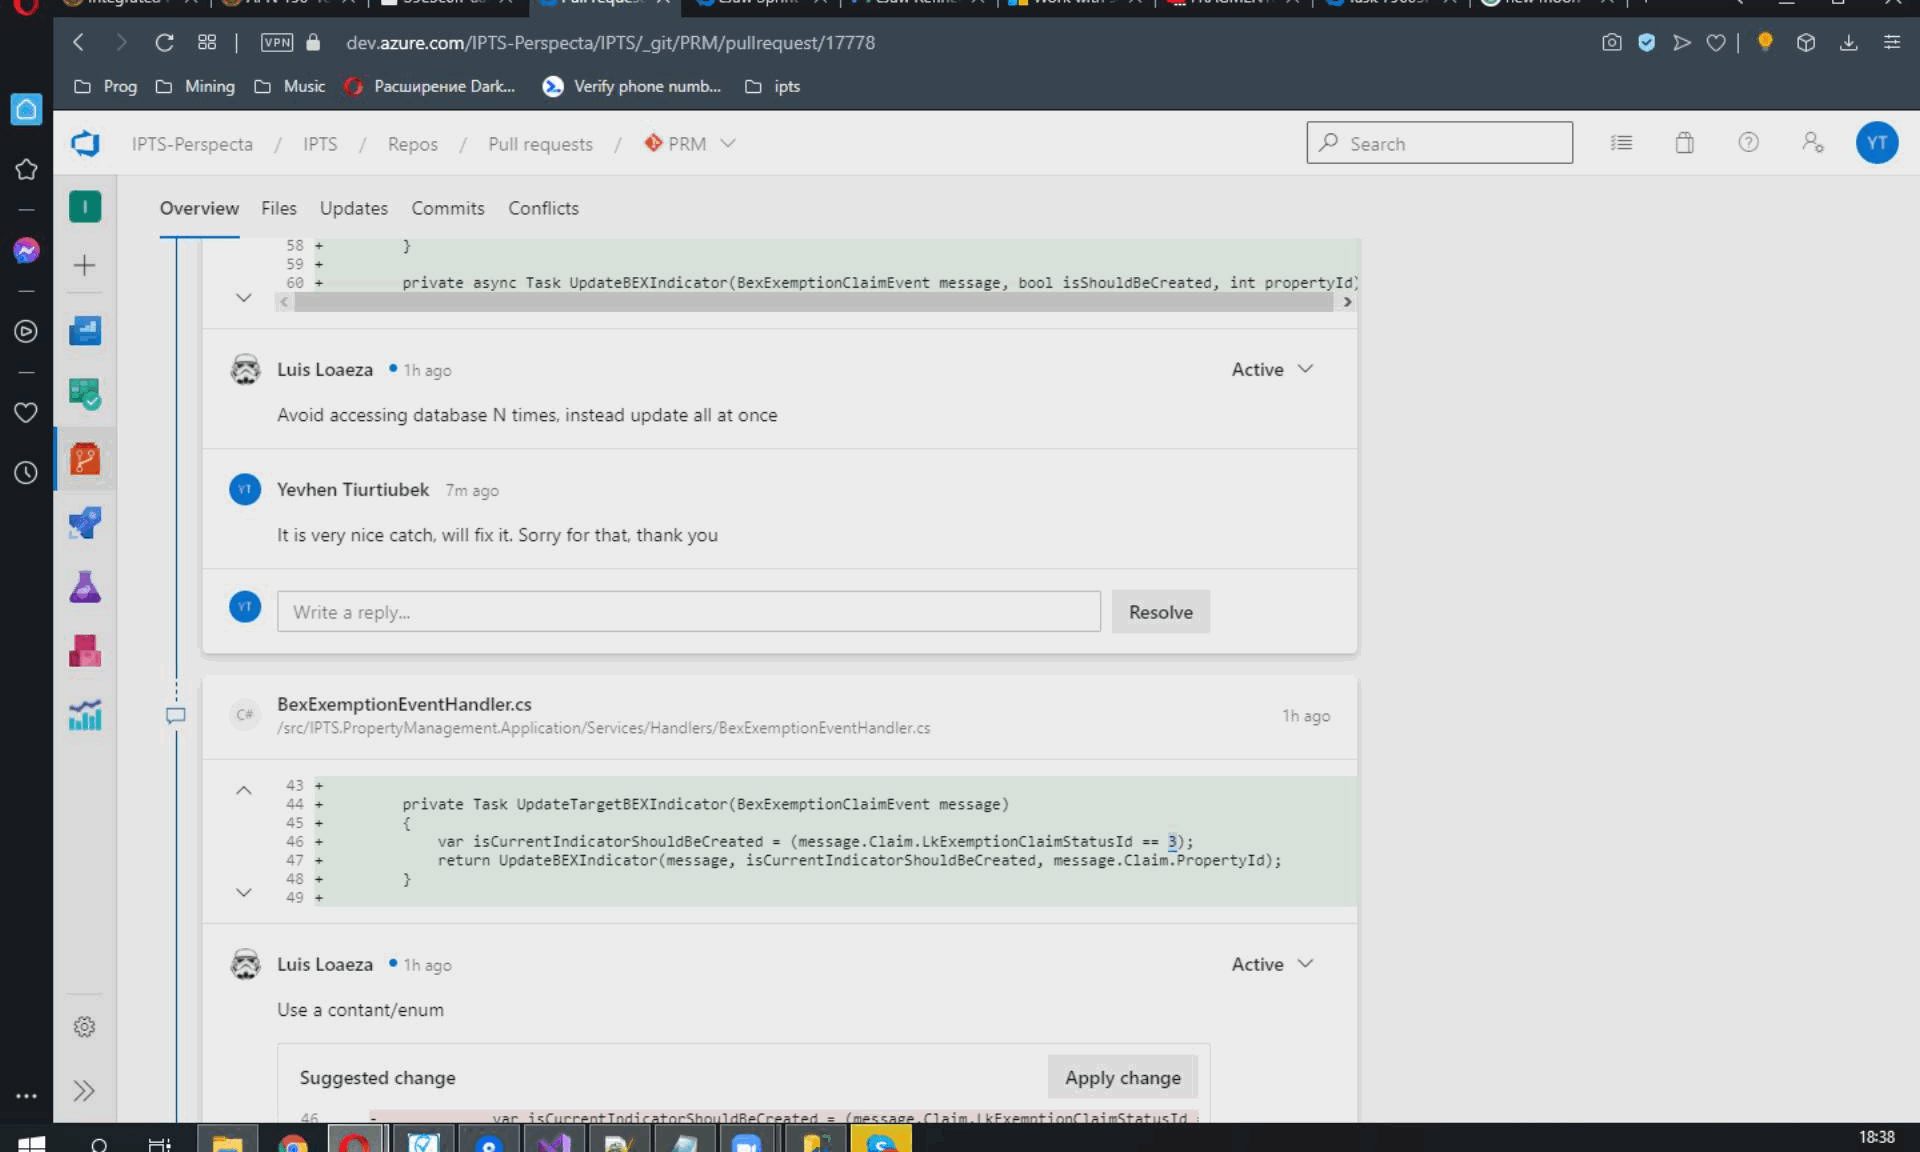 VPN
dev.azure.com/IPTS-Perspecta/IPTS/_git/PRM/pullrequest/17778
Prog
Mining
Music
Расширение Dark...
Verify phone numb...
ipts
IPTS-Perspecta / IPTS / Repos / Pull requests / PRM
Search
YT
I
Overview
Files
Updates
Commits
Conflicts
58 + }
59 +
60 + private async Task UpdateBEXIndicator(BexExemptionClaimEvent message, bool isShouldBeCreated, int propertyId)
Luis Loaeza
1h ago
Active
Avoid accessing database N times, instead update all at once
YT
Yevhen Tiurtiubek
7m ago
It is very nice catch, will fix it. Sorry for that, thank you
YT
Write a reply...
Resolve
C#
BexExemptionEventHandler.cs
/src/IPTS.PropertyManagement.Application/Services/Handlers/BexExemptionEventHandler.cs
1h ago
43 +
44 + private Task UpdateTargetBEXIndicator(BexExemptionClaimEvent message)
45 + {
46 + var isCurrentIndicatorShouldBeCreated = (message.Claim.LkExemptionClaimStatusId == 3);
47 + return UpdateBEXIndicator(message, isCurrentIndicatorShouldBeCreated, message.Claim.PropertyId);
48 + }
49 +
Luis Loaeza
1h ago
Active
Use a contant/enum
Suggested change
Apply change
46 - var isCurrentIndicatorShouldBeCreated = (message.Claim.LkExemptionClaimStatusId
18:38